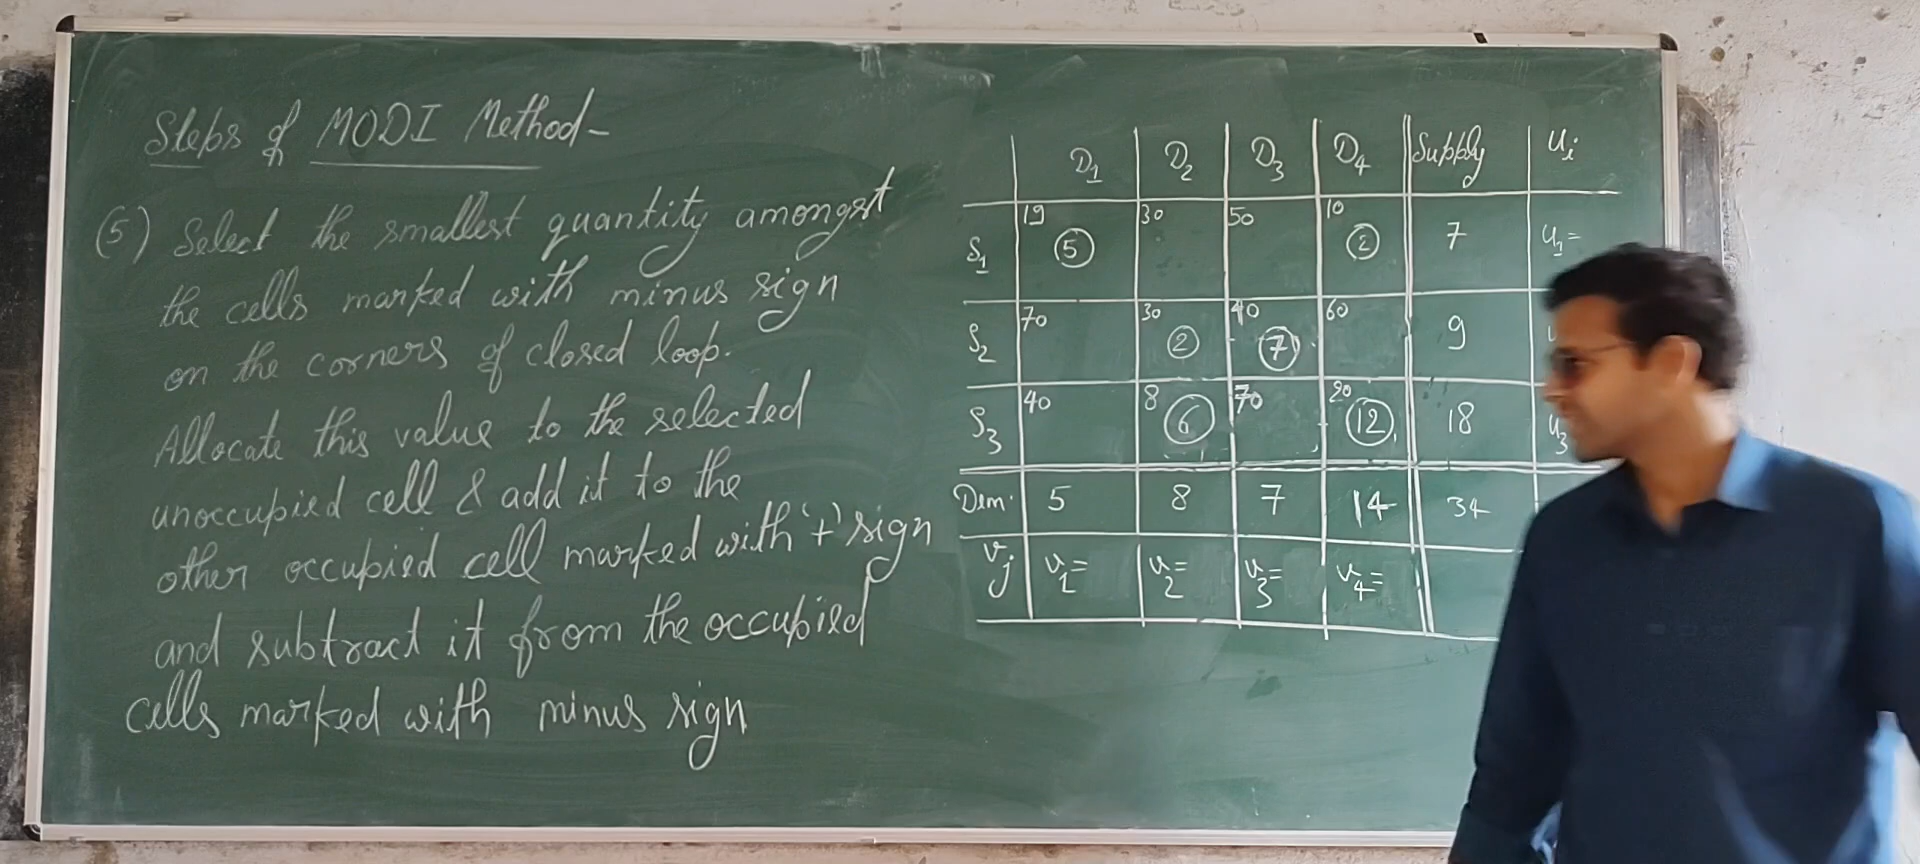 Steps of MODI Method-
(5) Select the smallest quantity amongst
the cells marked with minus sign
on the corners of closed loop.
Allocate this value to the selected
unoccupied cell & add it to the
other occupied cell marked with '+' sign
and subtract it from the occupied
cells marked with minus sign
D1 D2 D3 D4 Supply ui
S1 19 5 30 50 10 2 7 u1=
S2 70 30 2 40 7 60 9 u
S3 40 8 6 70 20 12 18 u3
Dem. 5 8 7 14 34
vj v1= v2= v3= v4=